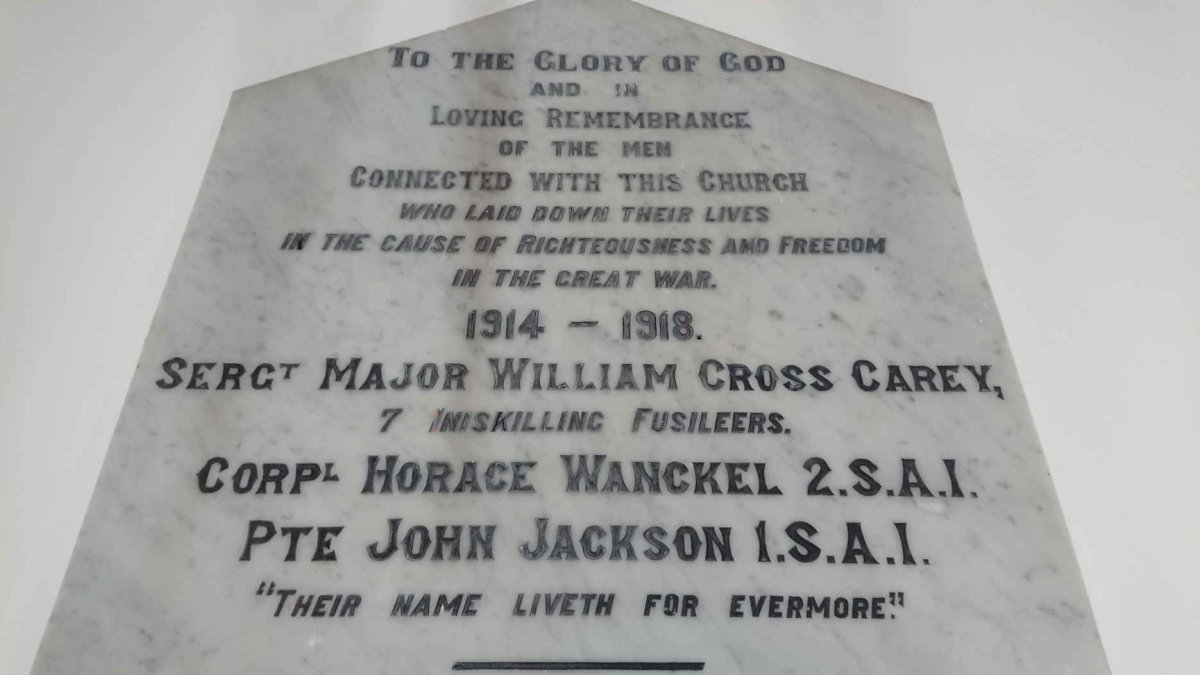 To the Glory of God
and in
Loving Remembrance
of the men
Connected with this Church
who laid down their lives
in the cause of Righteousness and Freedom
in the great war.
1914 – 1918.
Sergt Major William Cross Carey,
7 Iniskilling Fusileers.
Corpl Horace Wanckel 2.S.A.I.
Pte John Jackson 1.S.A.I.
"Their name liveth for evermore."